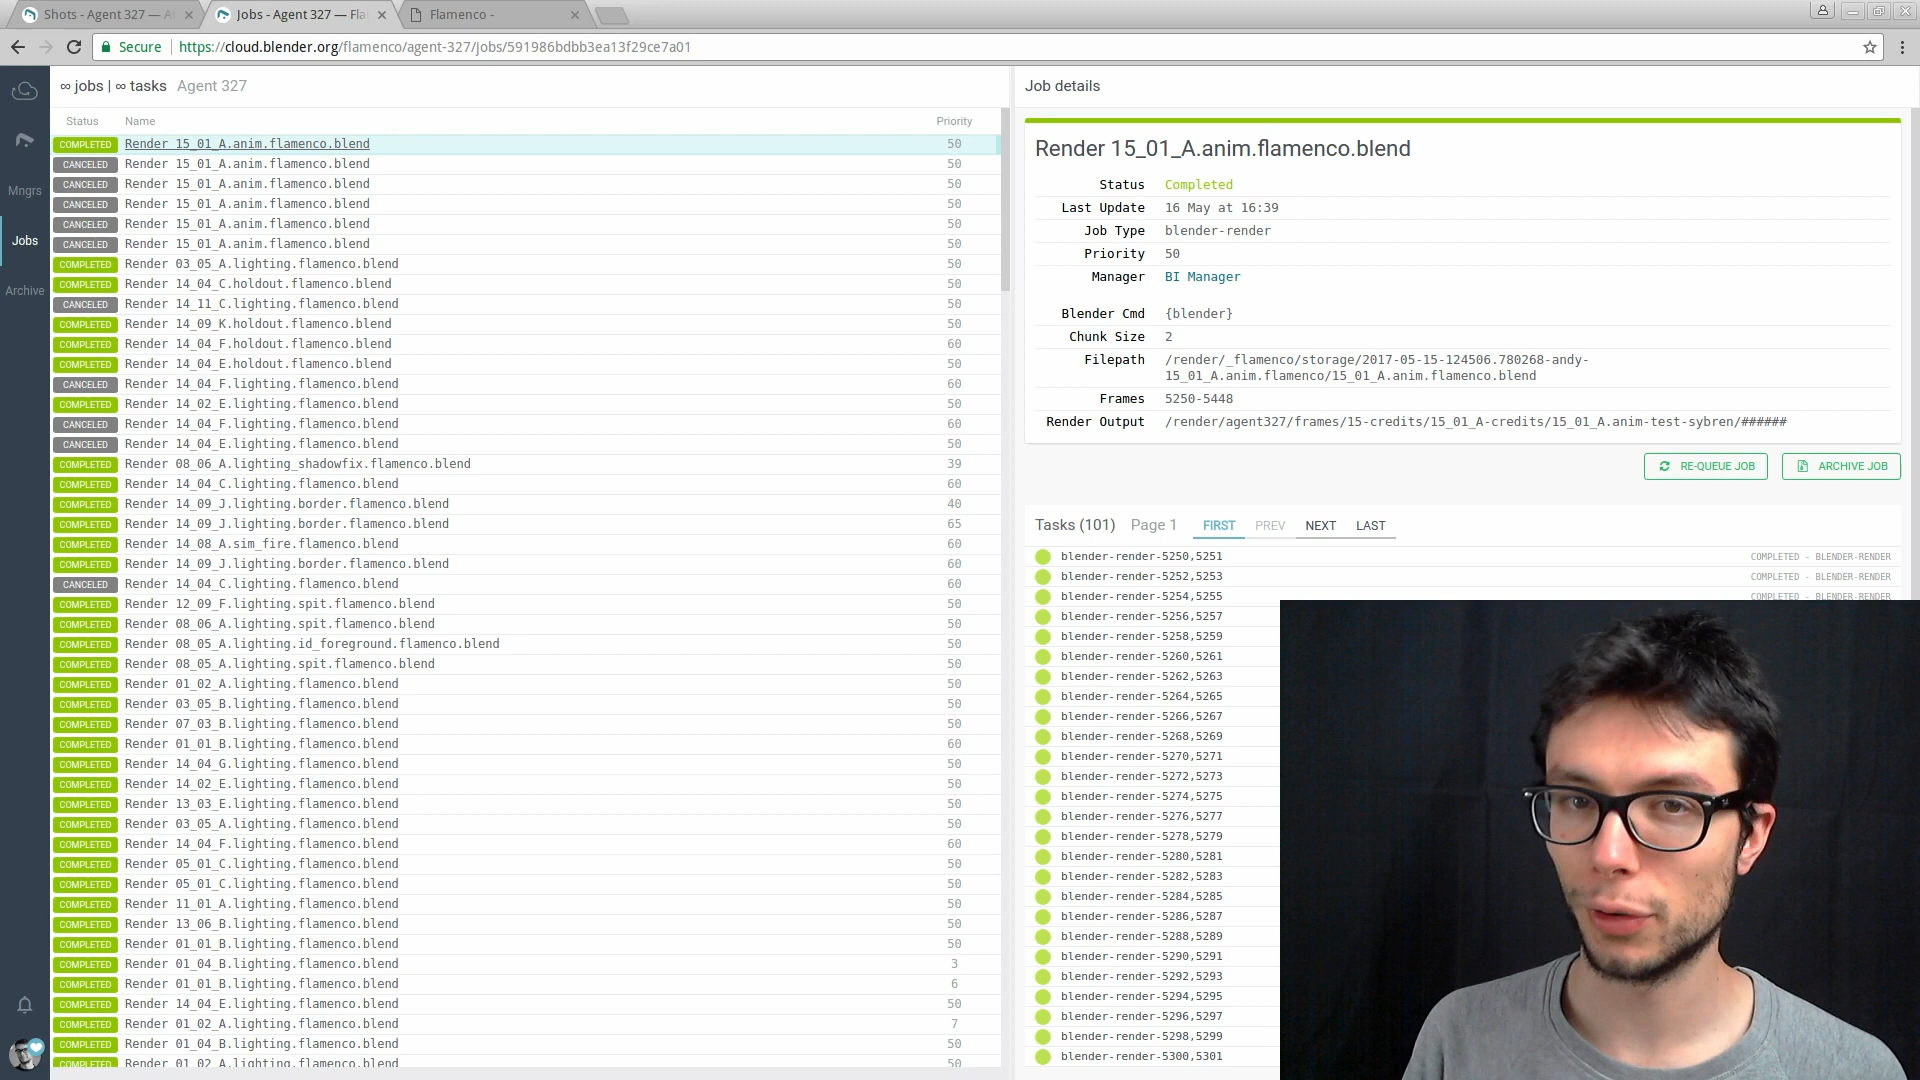 Shots - Agent 327 —
Jobs - Agent 327 — Fla
Flamenco -
Secure
https://cloud.blender.org/flamenco/agent-327/jobs/591986bdbb3ea13f29ce7a01
∞ jobs | ∞ tasks Agent 327
Mngrs
Jobs
Archive
Status Name Priority
COMPLETED Render 15_01_A.anim.flamenco.blend 50
CANCELED Render 15_01_A.anim.flamenco.blend 50
CANCELED Render 15_01_A.anim.flamenco.blend 50
CANCELED Render 15_01_A.anim.flamenco.blend 50
CANCELED Render 15_01_A.anim.flamenco.blend 50
CANCELED Render 15_01_A.anim.flamenco.blend 50
COMPLETED Render 03_05_A.lighting.flamenco.blend 50
COMPLETED Render 14_04_C.holdout.flamenco.blend 50
CANCELED Render 14_11_C.lighting.flamenco.blend 50
COMPLETED Render 14_09_K.holdout.flamenco.blend 50
COMPLETED Render 14_04_F.holdout.flamenco.blend 60
COMPLETED Render 14_04_E.holdout.flamenco.blend 50
CANCELED Render 14_04_F.lighting.flamenco.blend 60
COMPLETED Render 14_02_E.lighting.flamenco.blend 50
CANCELED Render 14_04_F.lighting.flamenco.blend 60
CANCELED Render 14_04_E.lighting.flamenco.blend 50
COMPLETED Render 08_06_A.lighting_shadowfix.flamenco.blend 39
COMPLETED Render 14_04_C.lighting.flamenco.blend 60
COMPLETED Render 14_09_J.lighting.border.flamenco.blend 40
COMPLETED Render 14_09_J.lighting.border.flamenco.blend 65
COMPLETED Render 14_08_A.sim_fire.flamenco.blend 60
COMPLETED Render 14_09_J.lighting.border.flamenco.blend 60
CANCELED Render 14_04_C.lighting.flamenco.blend 60
COMPLETED Render 12_09_F.lighting.spit.flamenco.blend 50
COMPLETED Render 08_06_A.lighting.spit.flamenco.blend 50
COMPLETED Render 08_05_A.lighting.id_foreground.flamenco.blend 50
COMPLETED Render 08_05_A.lighting.spit.flamenco.blend 50
COMPLETED Render 01_02_A.lighting.flamenco.blend 50
COMPLETED Render 03_05_B.lighting.flamenco.blend 50
COMPLETED Render 07_03_B.lighting.flamenco.blend 50
COMPLETED Render 01_01_B.lighting.flamenco.blend 60
COMPLETED Render 14_04_G.lighting.flamenco.blend 50
COMPLETED Render 14_02_E.lighting.flamenco.blend 50
COMPLETED Render 13_03_E.lighting.flamenco.blend 50
COMPLETED Render 03_05_A.lighting.flamenco.blend 50
COMPLETED Render 14_04_F.lighting.flamenco.blend 60
COMPLETED Render 05_01_C.lighting.flamenco.blend 50
COMPLETED Render 05_01_C.lighting.flamenco.blend 50
COMPLETED Render 11_01_A.lighting.flamenco.blend 50
COMPLETED Render 13_06_B.lighting.flamenco.blend 50
COMPLETED Render 01_01_B.lighting.flamenco.blend 50
COMPLETED Render 01_04_B.lighting.flamenco.blend 3
COMPLETED Render 01_01_B.lighting.flamenco.blend 6
COMPLETED Render 14_04_E.lighting.flamenco.blend 50
COMPLETED Render 01_02_A.lighting.flamenco.blend 7
COMPLETED Render 01_04_B.lighting.flamenco.blend 50
COMPLETED Render 01_02_A.lighting.flamenco.blend 50
Job details
Render 15_01_A.anim.flamenco.blend
Status Completed
Last Update 16 May at 16:39
Job Type blender-render
Priority 50
Manager BI Manager
Blender Cmd {blender}
Chunk Size 2
Filepath /render/_flamenco/storage/2017-05-15-124506.780268-andy-
15_01_A.anim.flamenco/15_01_A.anim.flamenco.blend
Frames 5250-5448
Render Output /render/agent327/frames/15-credits/15_01_A-credits/15_01_A.anim-test-sybren/######
RE-QUEUE JOB ARCHIVE JOB
Tasks (101) Page 1 FIRST PREV NEXT LAST
blender-render-5250,5251 COMPLETED - BLENDER-RENDER
blender-render-5252,5253 COMPLETED - BLENDER-RENDER
blender-render-5254,5255 COMPLETED - BLENDER-RENDER
blender-render-5256,5257
blender-render-5258,5259
blender-render-5260,5261
blender-render-5262,5263
blender-render-5264,5265
blender-render-5266,5267
blender-render-5268,5269
blender-render-5270,5271
blender-render-5272,5273
blender-render-5274,5275
blender-render-5276,5277
blender-render-5278,5279
blender-render-5280,5281
blender-render-5282,5283
blender-render-5284,5285
blender-render-5286,5287
blender-render-5288,5289
blender-render-5290,5291
blender-render-5292,5293
blender-render-5294,5295
blender-render-5296,5297
blender-render-5298,5299
blender-render-5300,5301